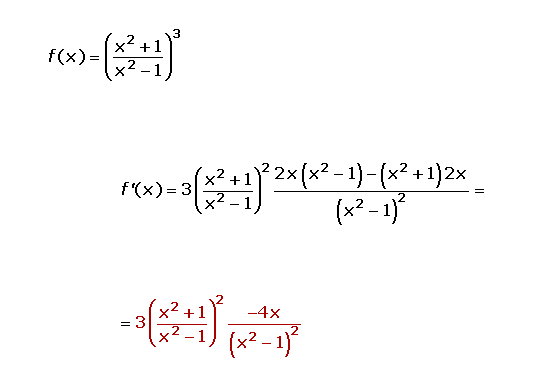 f(x) = ((x² + 1)/(x² − 1))³
f'(x) = 3((x² + 1)/(x² − 1))² (2x(x² − 1) − (x² + 1)2x)/(x² − 1)² =
= 3((x² + 1)/(x² − 1))² (−4x)/(x² − 1)²